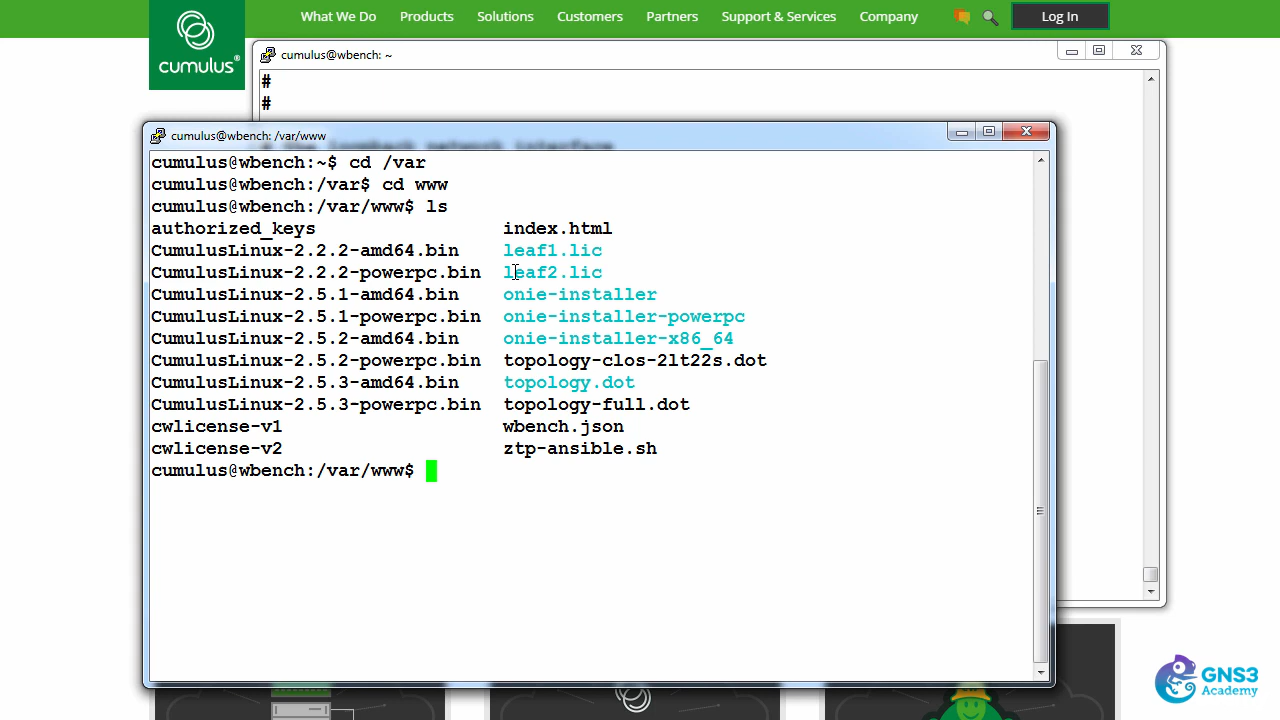 What We Do Products Solutions Customers Partners Support & Services Company Log In
cumulus®
cumulus@wbench: ~
#
#
cumulus@wbench: /var/www
# the loopback network interface
cumulus@wbench:~$ cd /var
cumulus@wbench:/var$ cd www
cumulus@wbench:/var/www$ ls
authorized_keys index.html
CumulusLinux-2.2.2-amd64.bin leaf1.lic
CumulusLinux-2.2.2-powerpc.bin leaf2.lic
CumulusLinux-2.5.1-amd64.bin onie-installer
CumulusLinux-2.5.1-powerpc.bin onie-installer-powerpc
CumulusLinux-2.5.2-amd64.bin onie-installer-x86_64
CumulusLinux-2.5.2-powerpc.bin topology-clos-2lt22s.dot
CumulusLinux-2.5.3-amd64.bin topology.dot
CumulusLinux-2.5.3-powerpc.bin topology-full.dot
cwlicense-v1 wbench.json
cwlicense-v2 ztp-ansible.sh
cumulus@wbench:/var/www$
GNS3
Academy